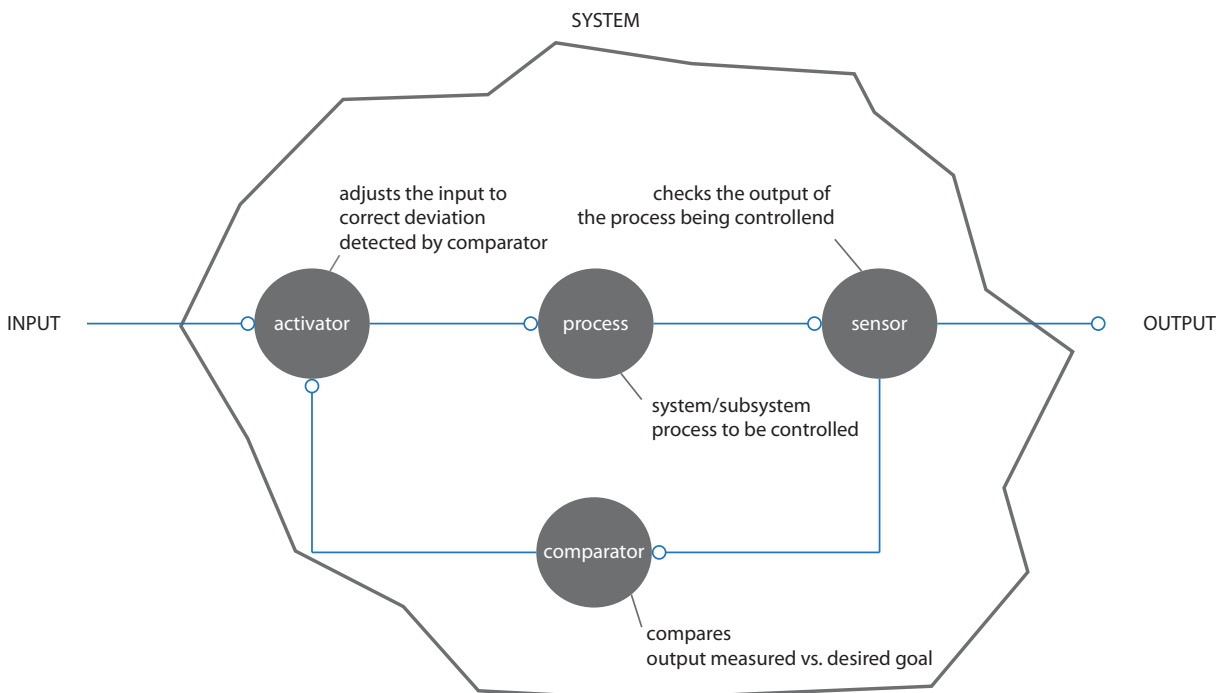 SYSTEM
adjusts the input to
correct deviation
detected by comparator
checks the output of
the process being controllend
INPUT
activator
process
sensor
OUTPUT
system/subsystem
process to be controlled
comparator
compares
output measured vs. desired goal